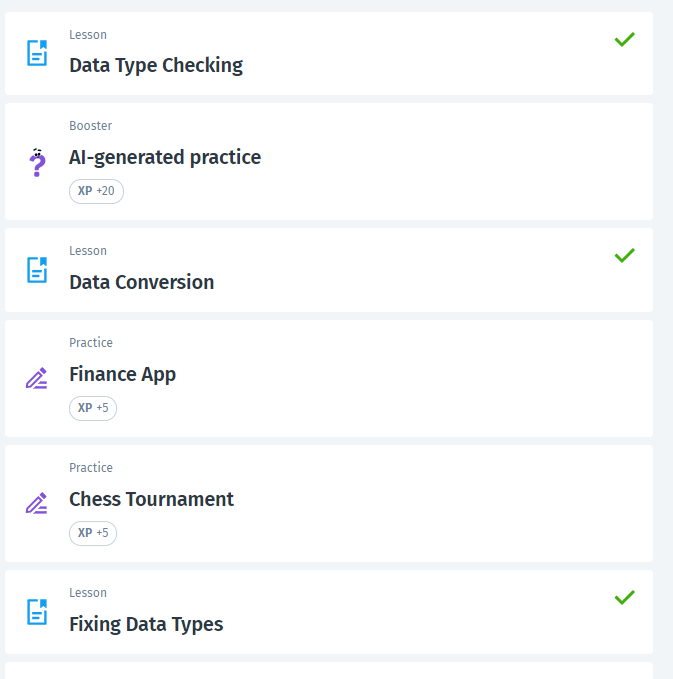 Lesson
Data Type Checking
Booster
AI-generated practice
XP +20
Lesson
Data Conversion
Practice
Finance App
XP +5
Practice
Chess Tournament
XP +5
Lesson
Fixing Data Types